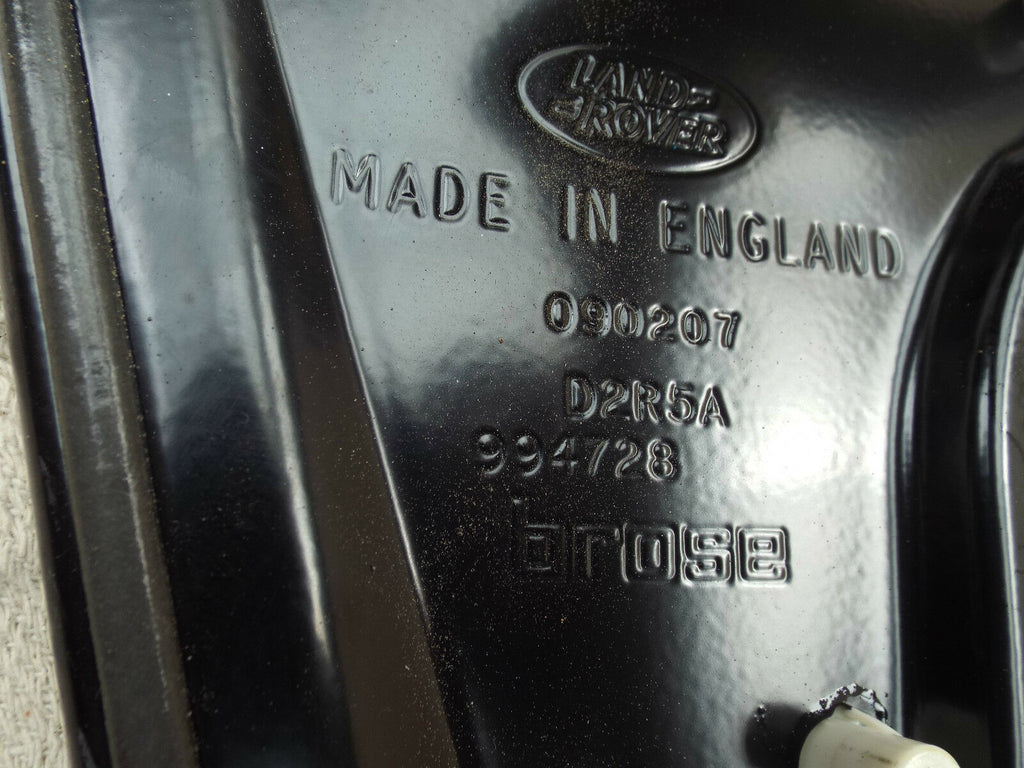 LAND-
ROVER
MADE IN ENGLAND
090207
D2R5A
994728
brose